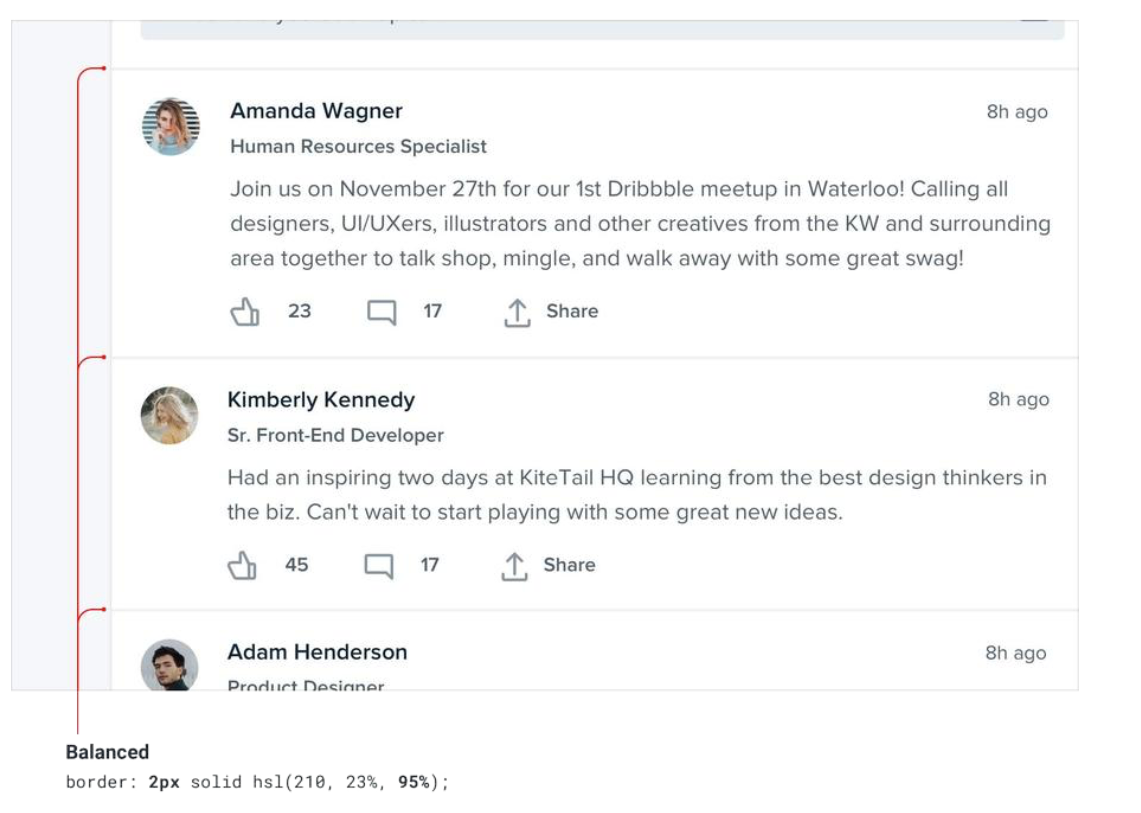 Amanda Wagner
8h ago
Human Resources Specialist
Join us on November 27th for our 1st Dribbble meetup in Waterloo! Calling all
designers, UI/UXers, illustrators and other creatives from the KW and surrounding
area together to talk shop, mingle, and walk away with some great swag!
23 17 Share
Kimberly Kennedy
8h ago
Sr. Front-End Developer
Had an inspiring two days at KiteTail HQ learning from the best design thinkers in
the biz. Can't wait to start playing with some great new ideas.
45 17 Share
Adam Henderson
8h ago
Product Designer
Balanced
border: 2px solid hsl(210, 23%, 95%);